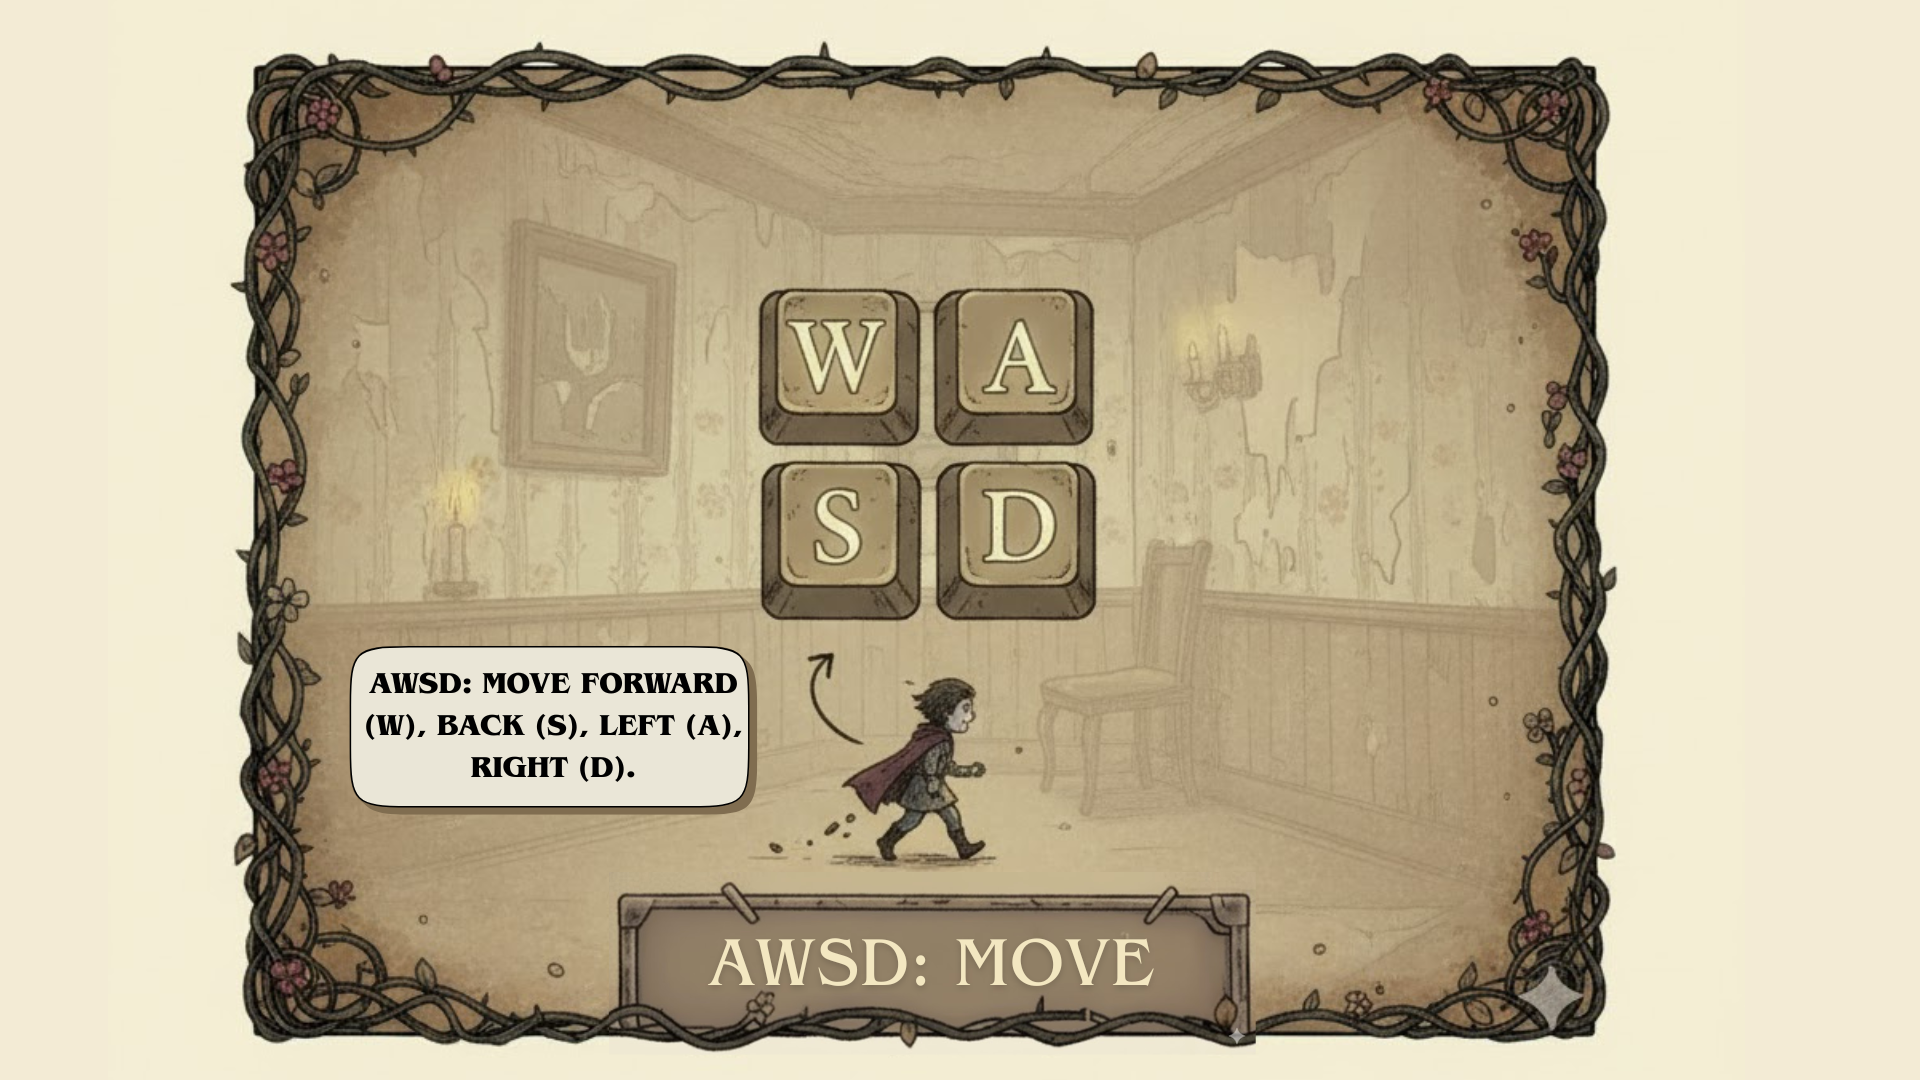 W A
S D
AWSD: MOVE FORWARD
(W), BACK (S), LEFT (A),
RIGHT (D).
AWSD: MOVE